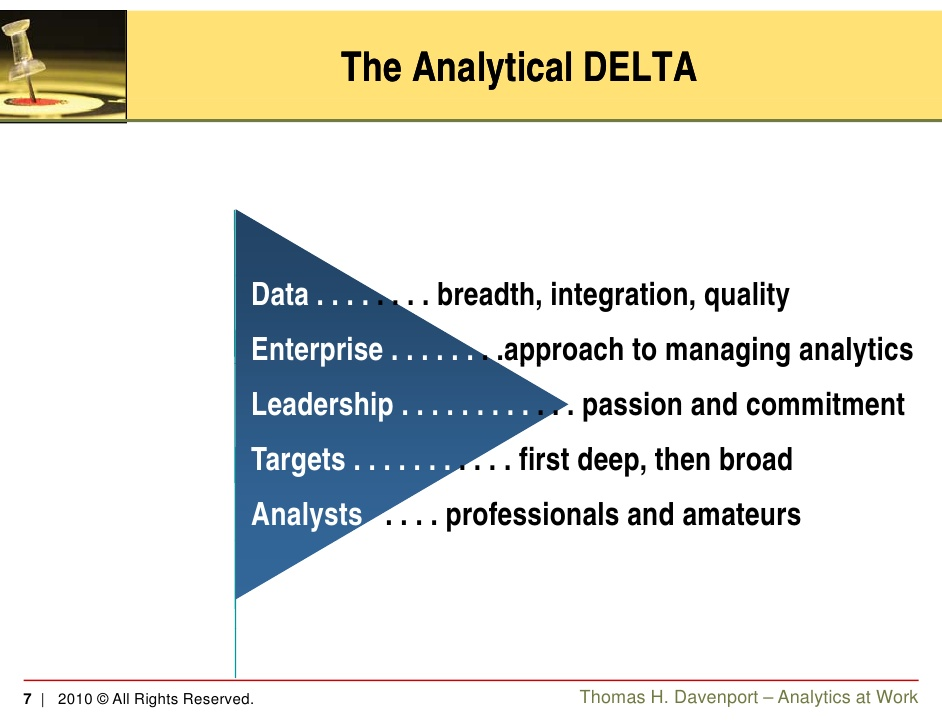 The Analytical DELTA
Data . . . . . . . . breadth, integration, quality
Enterprise . . . . . . . .approach to managing analytics
Leadership . . . . . . . . . . . . passion and commitment
Targets . . . . . . . . . . . first deep, then broad
Analysts . . . . professionals and amateurs
7 | 2010 © All Rights Reserved.
Thomas H. Davenport – Analytics at Work